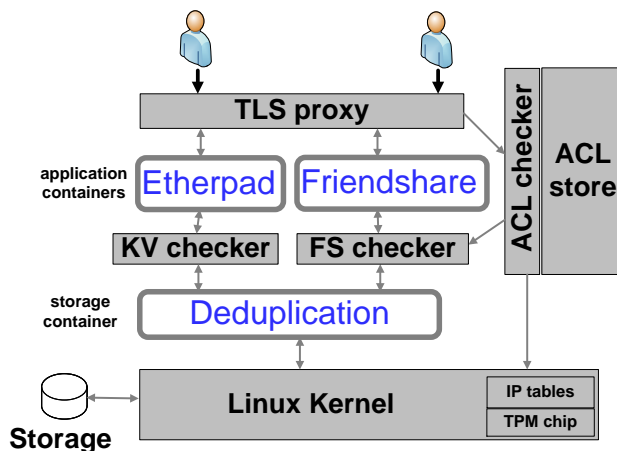 TLS proxy
application
containers
Etherpad
Friendshare
ACL checker
ACL
store
KV checker
FS checker
storage
container
Deduplication
Linux Kernel
IP tables
TPM chip
Storage